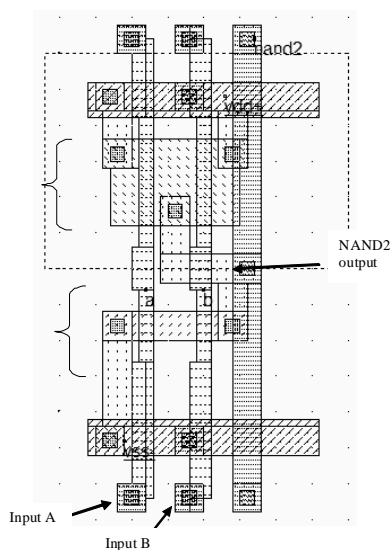 nand2
vdd
NAND2
output
a b
vss
Input A
Input B